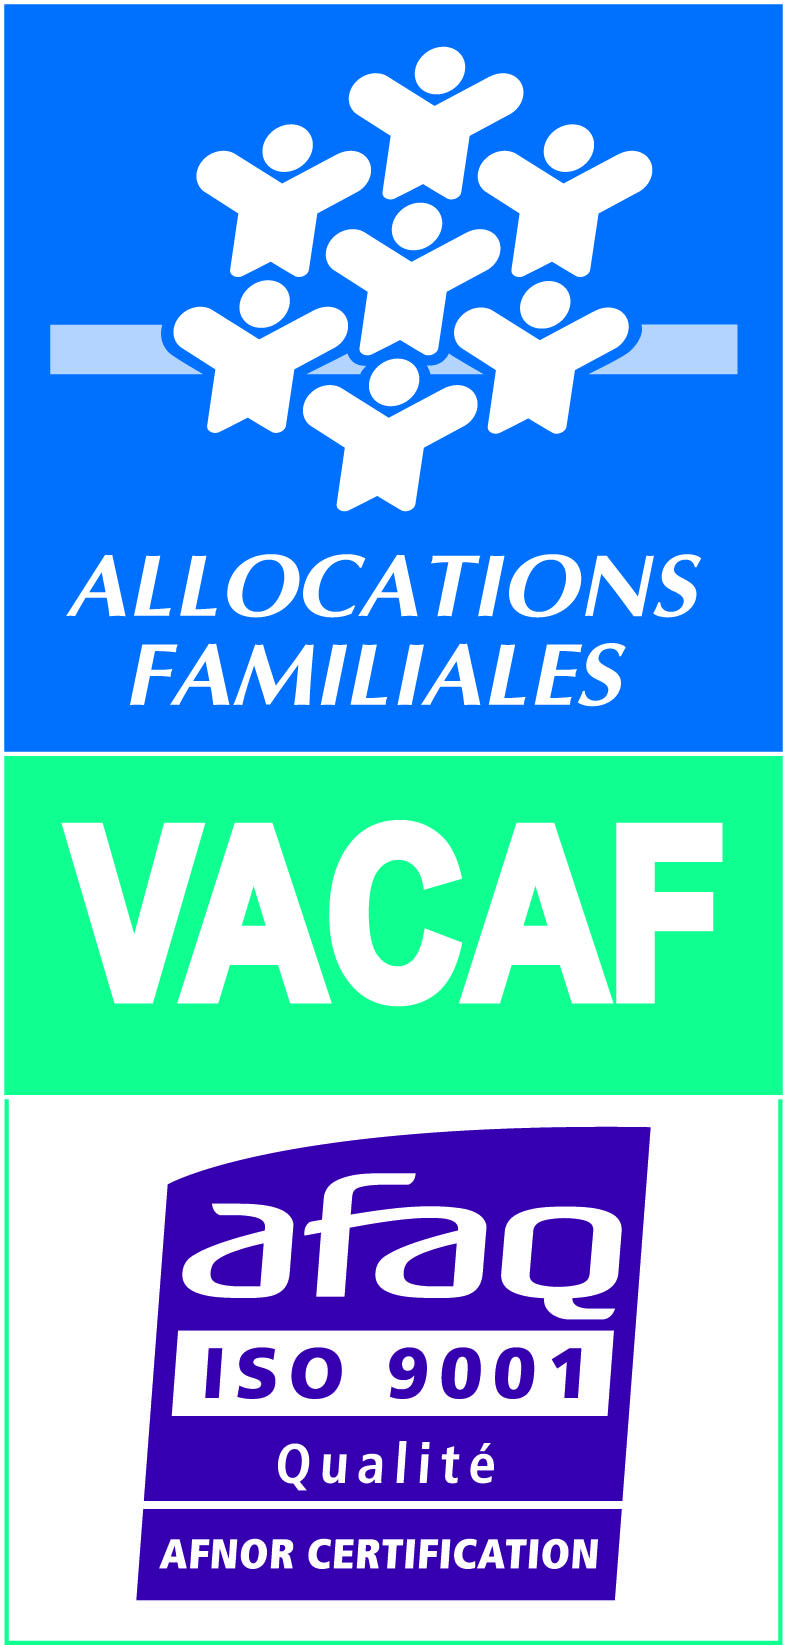 ALLOCATIONS
FAMILIALES
VACAF
afaq
ISO 9001
Qualité
AFNOR CERTIFICATION